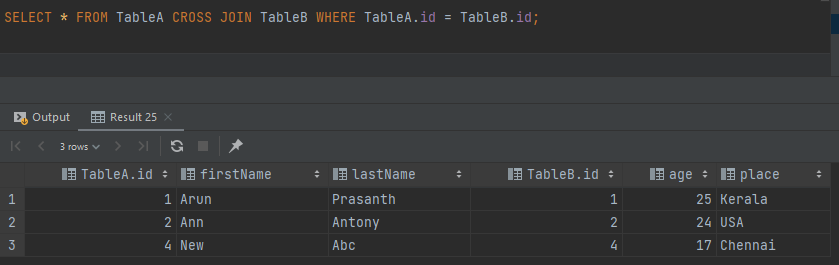 SELECT * FROM TableA CROSS JOIN TableB WHERE TableA.id = TableB.id;
Output Result 25
3 rows
TableA.id firstName lastName TableB.id age place
1 1 Arun Prasanth 1 25 Kerala
2 2 Ann Antony 2 24 USA
3 4 New Abc 4 17 Chennai